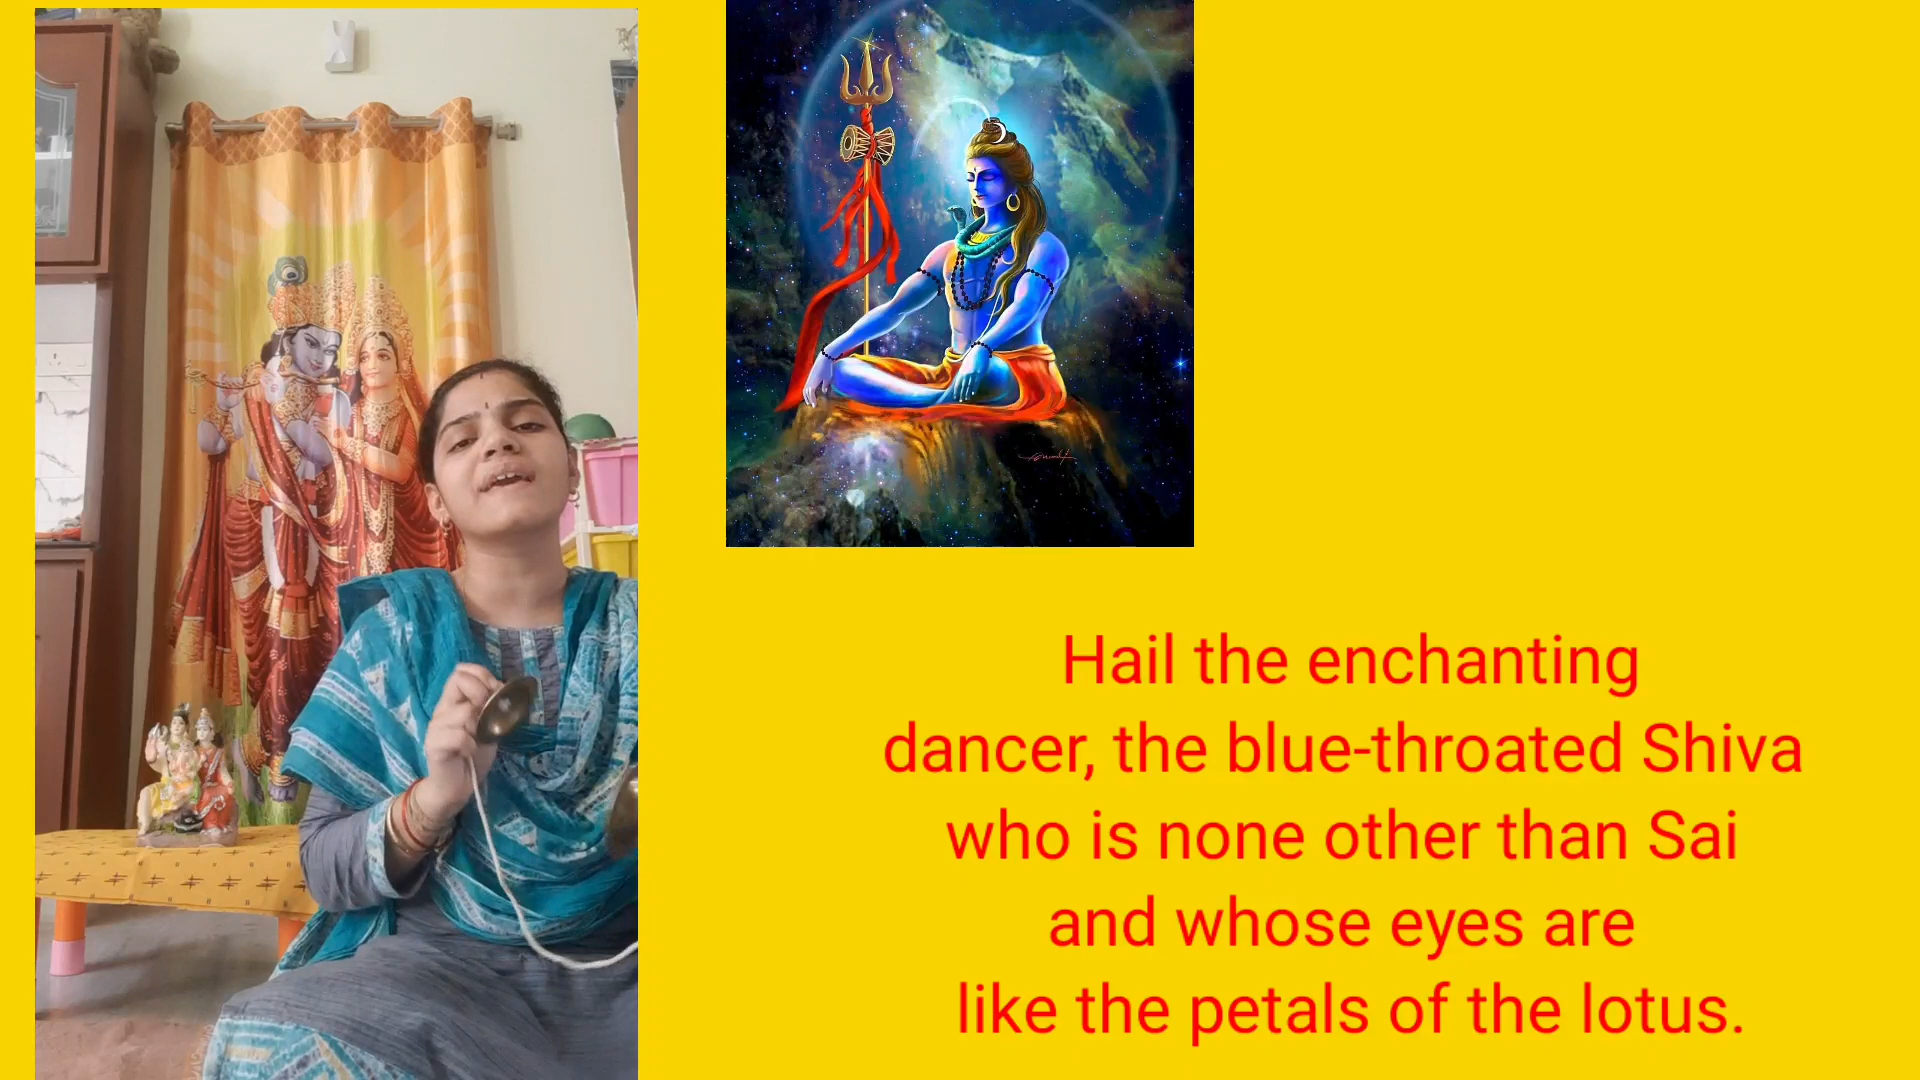 Hail the enchanting
dancer, the blue-throated Shiva
who is none other than Sai
and whose eyes are
like the petals of the lotus.